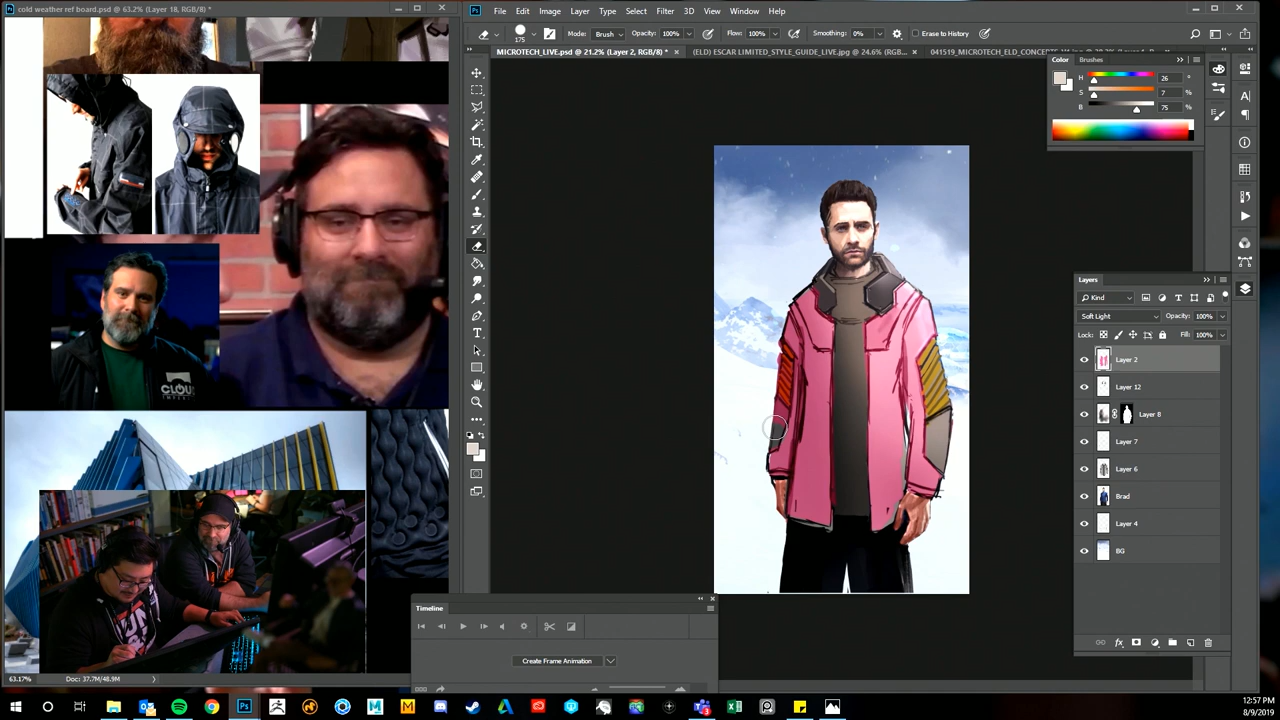 cold weather ref board.psd @ 63.2% (Layer 18, RGB/8) *
File Edit Image Layer Type Select Filter 3D View Window Help
175 Mode: Brush Opacity: 100% Flow: 100% Smoothing: 0% Erase to History
MICROTECH_LIVE.psd @ 21.2% (Layer 2, RGB/8) * × (ELD) ESCAR LIMITED_STYLE_GUIDE_LIVE.jpg @ 24.6% (RGB... ×
Color Brushes
H 26 °
S 7 %
B 75 %
Layers
Kind
Soft Light Opacity: 100%
Lock: Fill: 100%
Layer 2
Layer 12
Layer 8
Layer 7
Layer 6
Brad
Layer 4
BG
CLOUD
Timeline
Create Frame Animation
63.17% Doc: 37.7M/48.9M
12:57 PM
8/9/2019